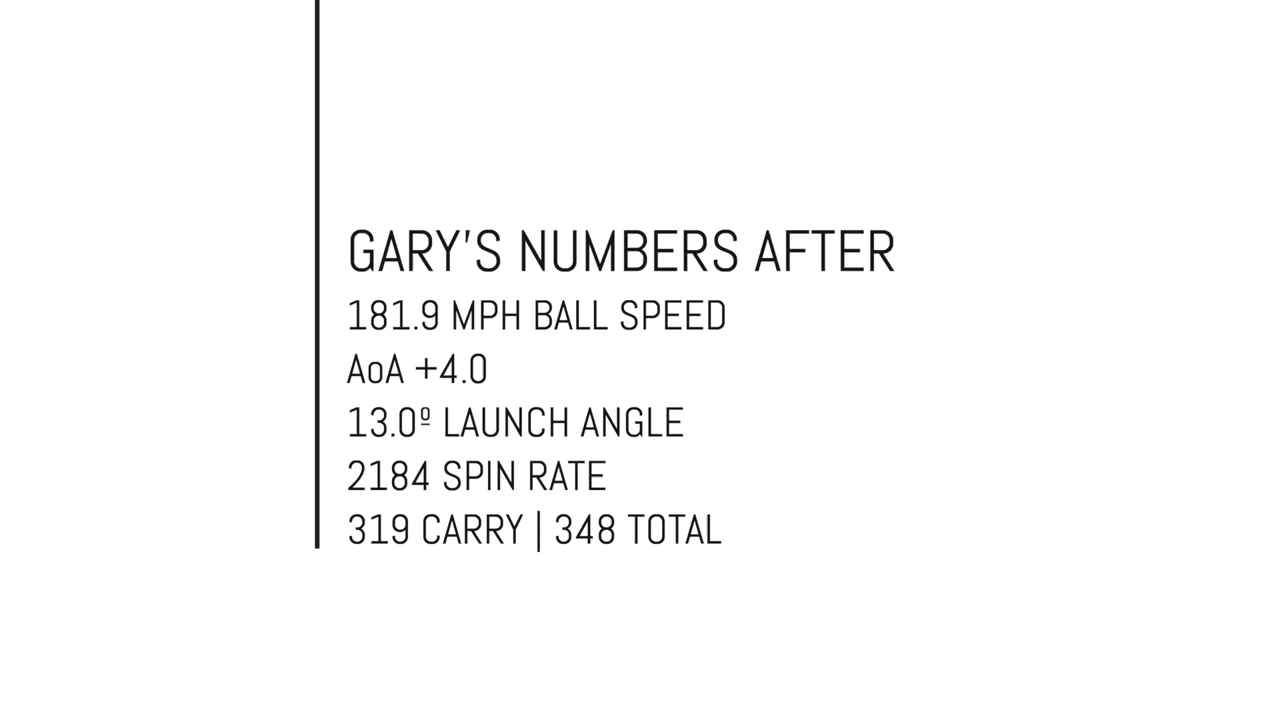 GARY'S NUMBERS AFTER
181.9 MPH BALL SPEED
AoA +4.0
13.0º LAUNCH ANGLE
2184 SPIN RATE
319 CARRY | 348 TOTAL